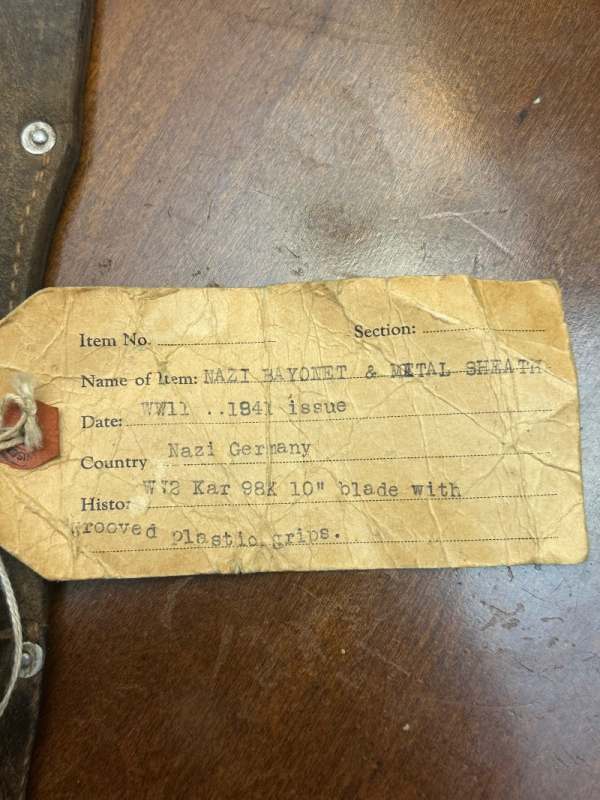 Item No. Section:
Name of Item: NAZI BAYONET & METAL SHEATH
Date: WW11 ..1841 issue
Country Nazi Germany
Histor WW2 Kar 98K 10" blade with
grooved plastic grips.